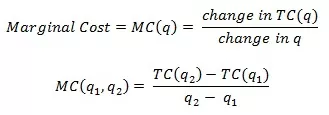 Marginal Cost = MC(q) = change in TC(q) / change in q
MC(q₁, q₂) = TC(q₂) − TC(q₁) / q₂ − q₁